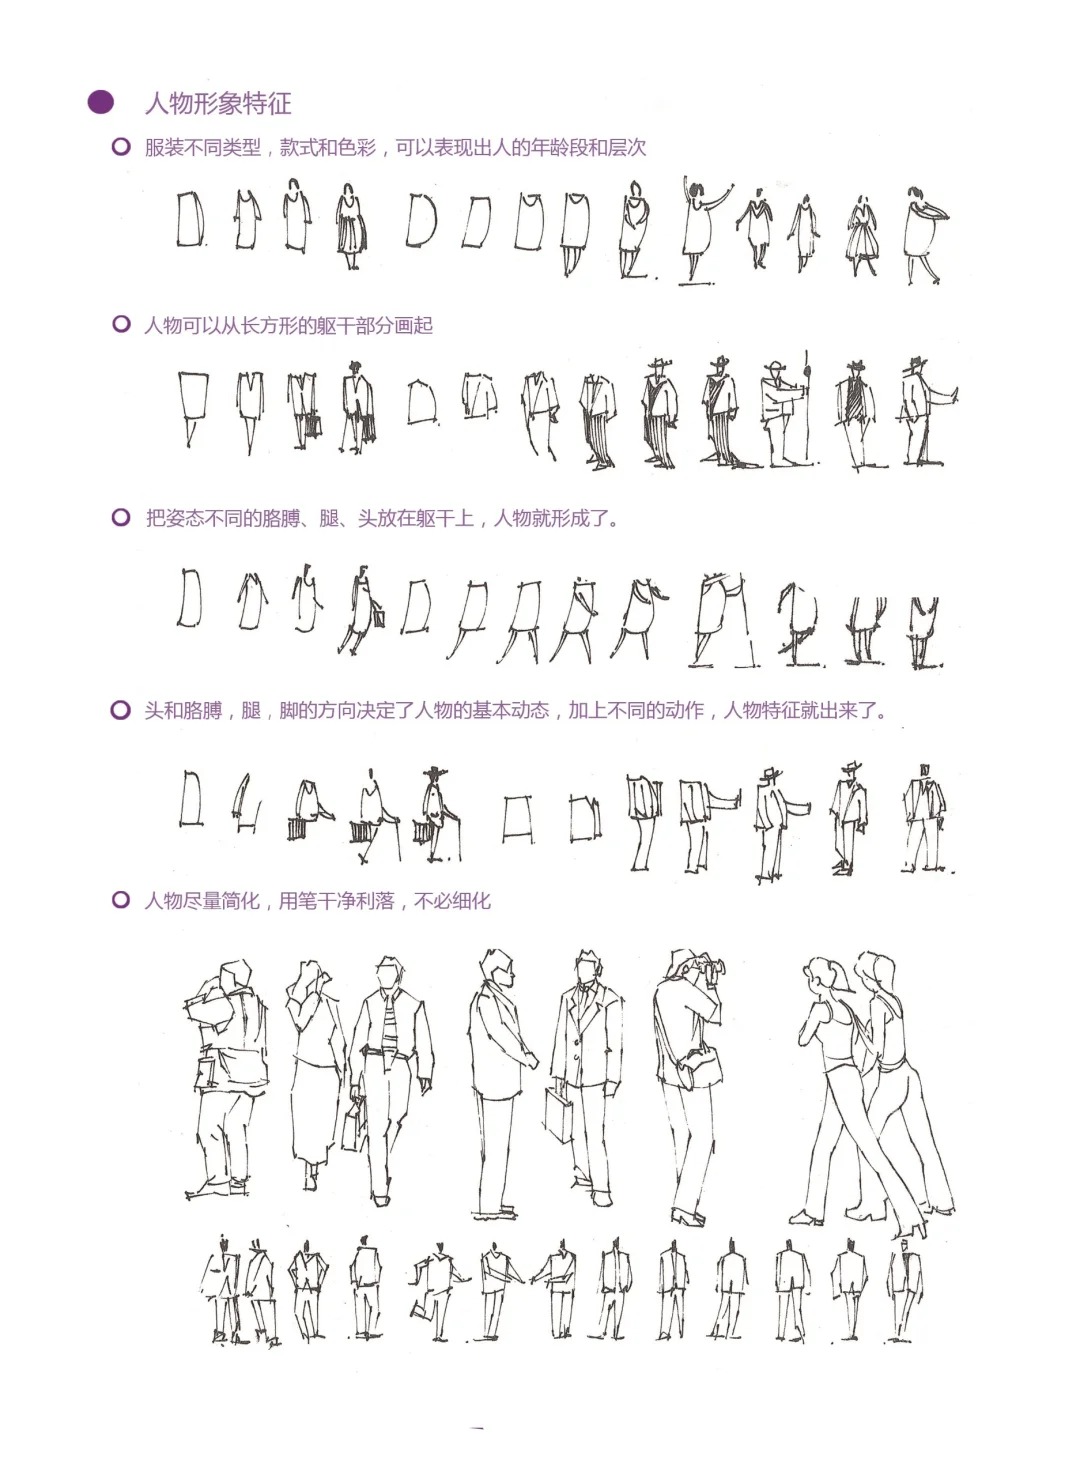 人物形象特征
服装不同类型，款式和色彩，可以表现出人的年龄段和层次
人物可以从长方形的躯干部分画起
把姿态不同的胳膊、腿、头放在躯干上，人物就形成了。
头和胳膊，腿，脚的方向决定了人物的基本动态，加上不同的动作，人物特征就出来了。
人物尽量简化，用笔干净利落，不必细化